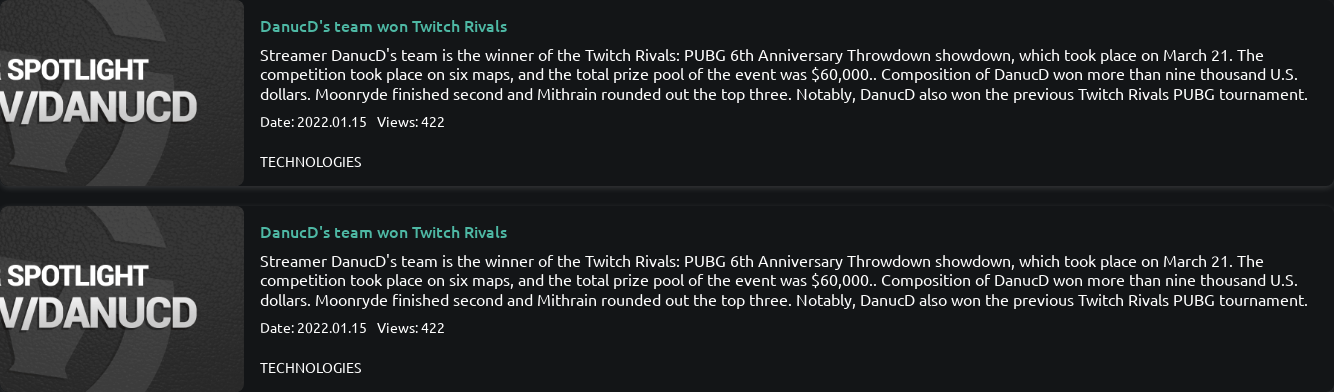 SPOTLIGHT
V/DANUCD
DanucD's team won Twitch Rivals
Streamer DanucD's team is the winner of the Twitch Rivals: PUBG 6th Anniversary Throwdown showdown, which took place on March 21. The
competition took place on six maps, and the total prize pool of the event was $60,000.. Composition of DanucD won more than nine thousand U.S.
dollars. Moonryde finished second and Mithrain rounded out the top three. Notably, DanucD also won the previous Twitch Rivals PUBG tournament.
Date: 2022.01.15 Views: 422
TECHNOLOGIES
SPOTLIGHT
V/DANUCD
DanucD's team won Twitch Rivals
Streamer DanucD's team is the winner of the Twitch Rivals: PUBG 6th Anniversary Throwdown showdown, which took place on March 21. The
competition took place on six maps, and the total prize pool of the event was $60,000.. Composition of DanucD won more than nine thousand U.S.
dollars. Moonryde finished second and Mithrain rounded out the top three. Notably, DanucD also won the previous Twitch Rivals PUBG tournament.
Date: 2022.01.15 Views: 422
TECHNOLOGIES